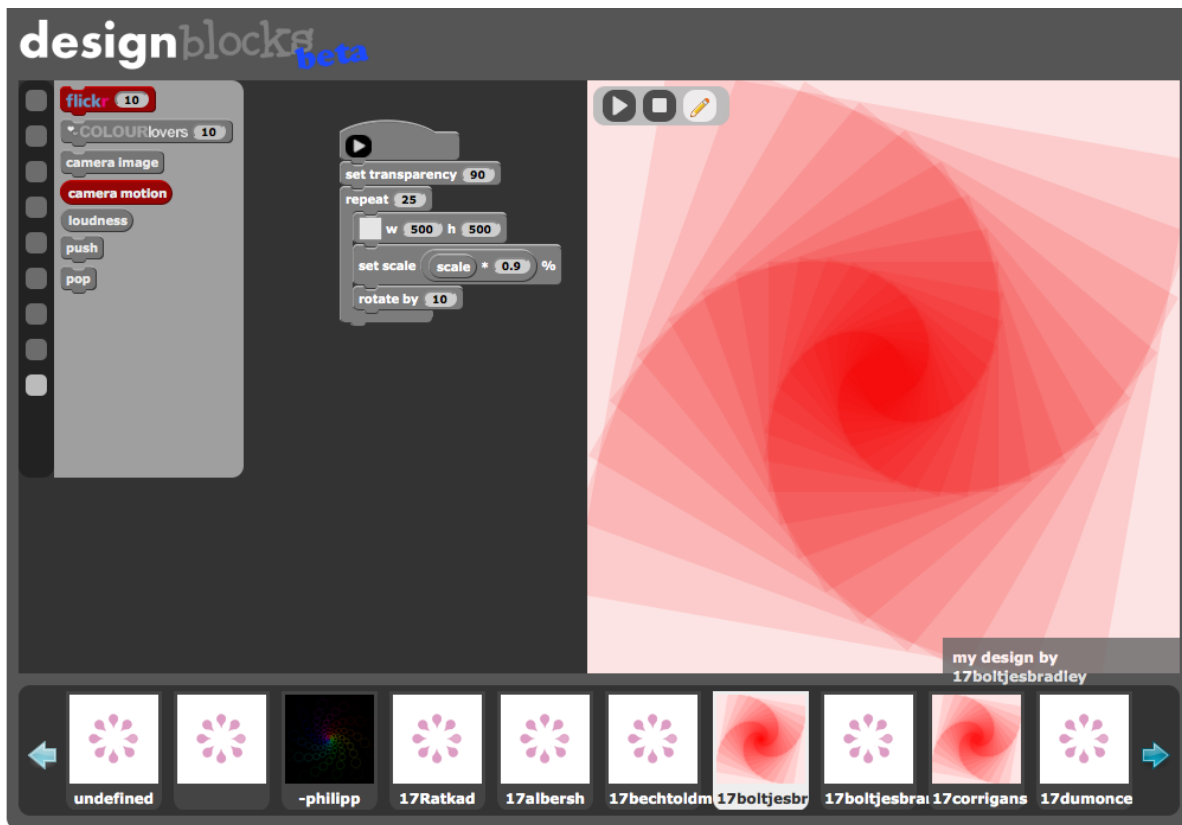 designblocks beta
flickr 10
COLOURlovers 10
camera image
camera motion
loudness
push
pop
set transparency 90
repeat 25
w 500 h 500
set scale scale * 0.9 %
rotate by 10
my design by
17boltjesbradley
undefined
-philipp
17Ratkad
17albersh
17bechtoldm
17boltjesbr
17boltjesbra
17corrigans
17dumonce